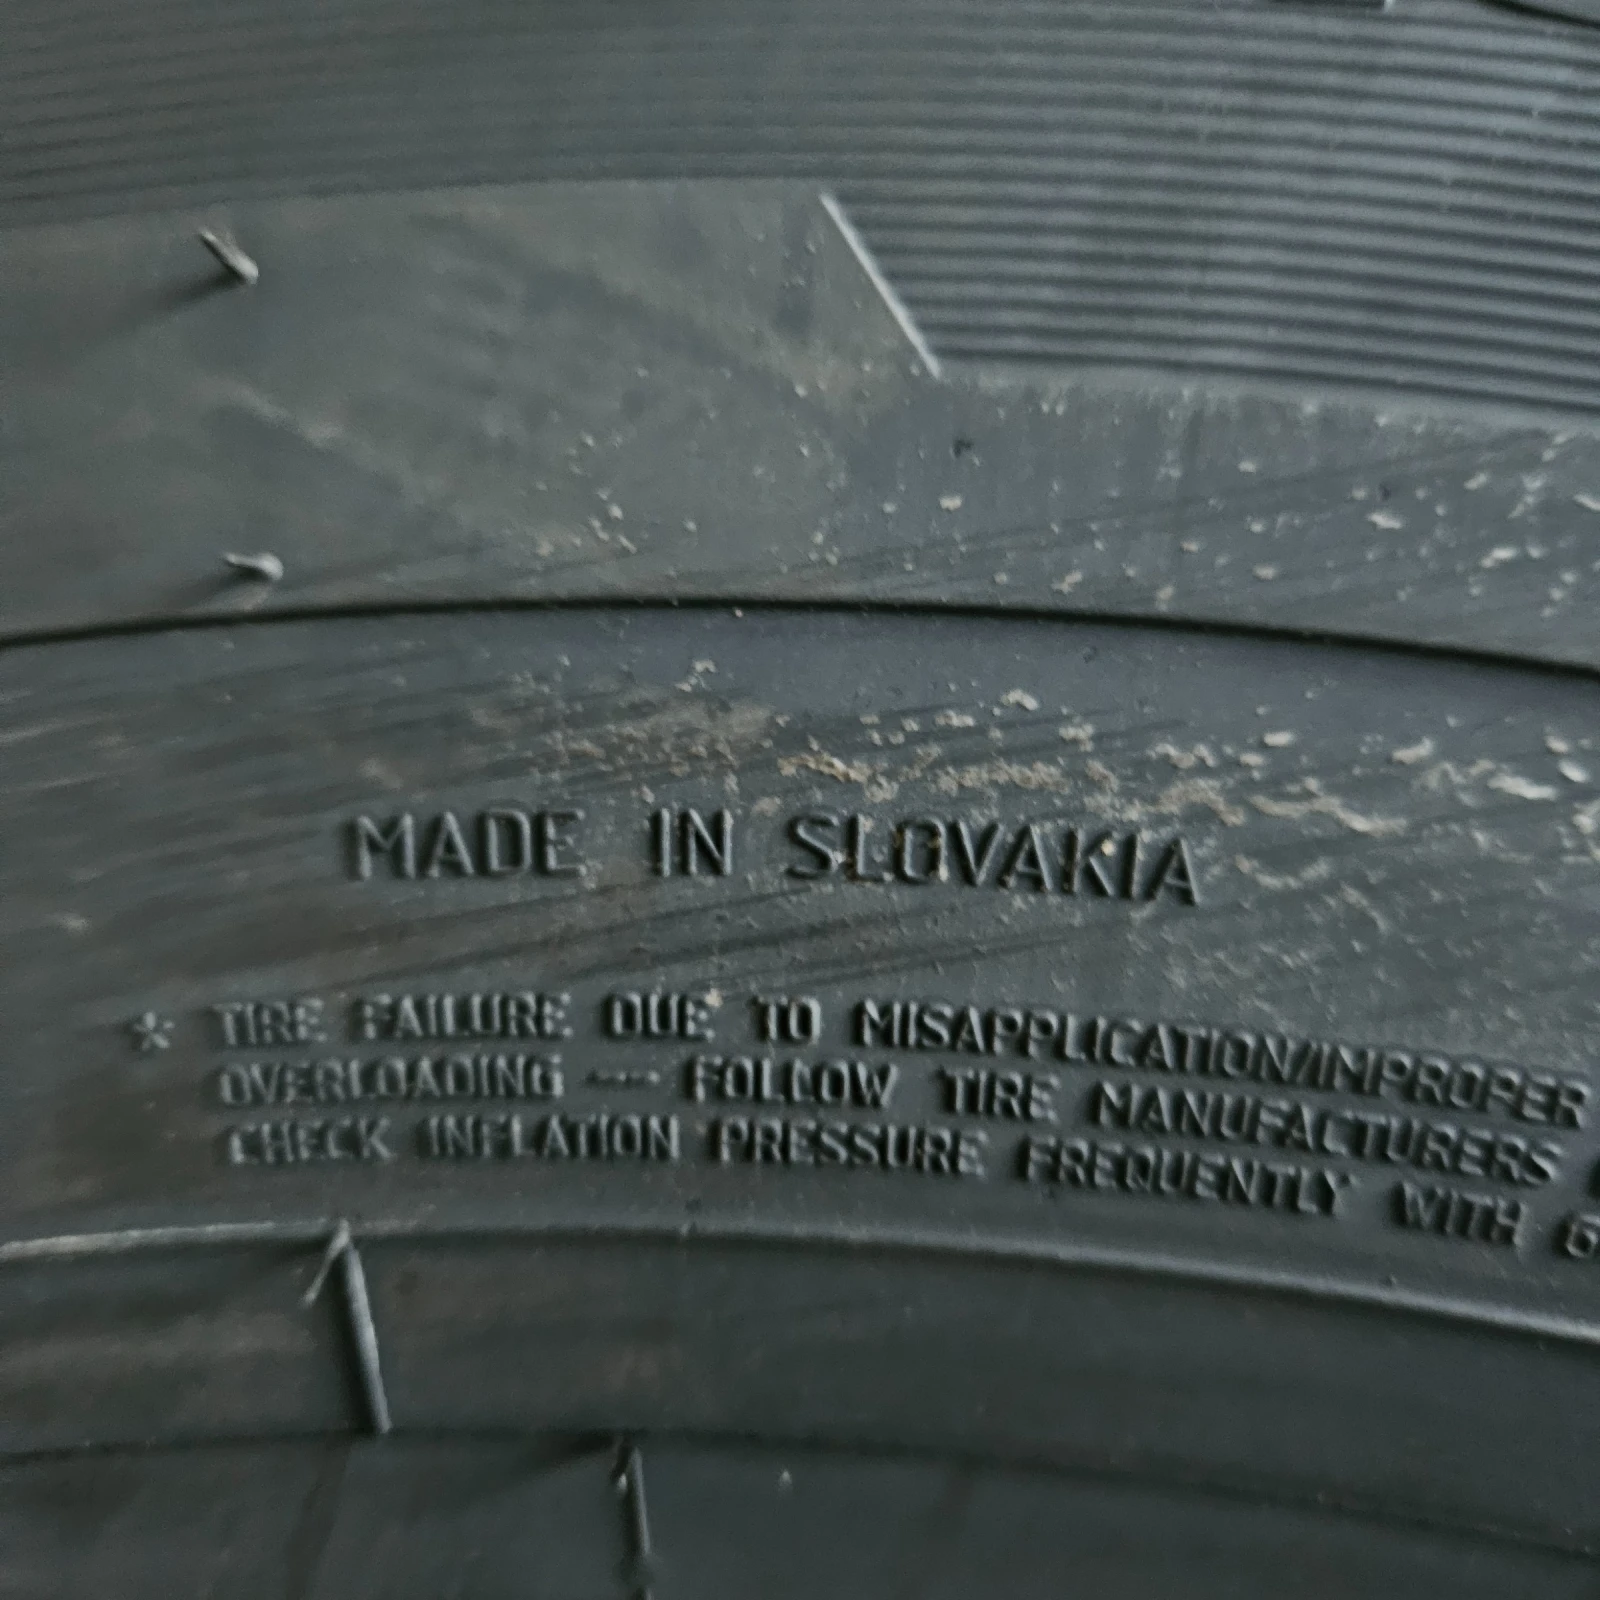 MADE IN SLOVAKIA
* TIRE FAILURE DUE TO MISAPPLICATION/IMPROPER
OVERLOADING — FOLLOW TIRE MANUFACTURERS
CHECK INFLATION PRESSURE FREQUENTLY WITH